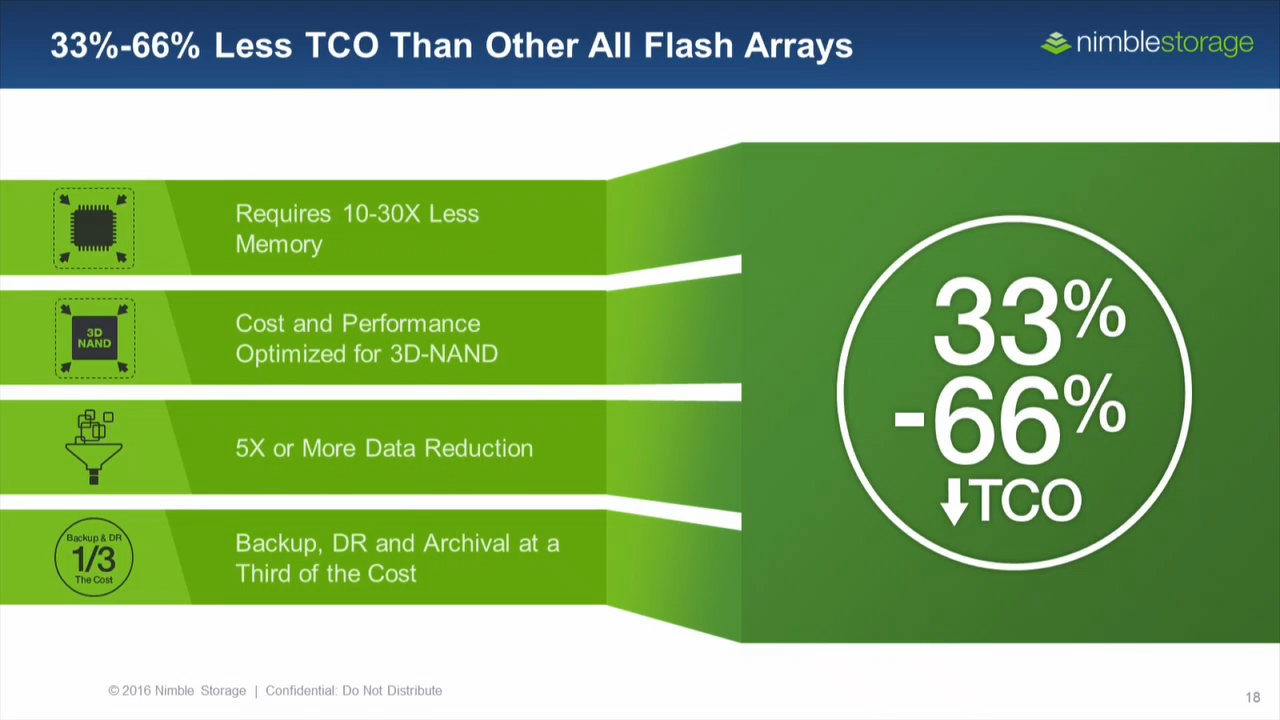 33%-66% Less TCO Than Other All Flash Arrays
nimblestorage
Requires 10-30X Less
Memory
3D
NAND
Cost and Performance
Optimized for 3D-NAND
5X or More Data Reduction
Backup & DR
1/3
The Cost
Backup, DR and Archival at a
Third of the Cost
33%
-66%
TCO
© 2016 Nimble Storage | Confidential: Do Not Distribute
18